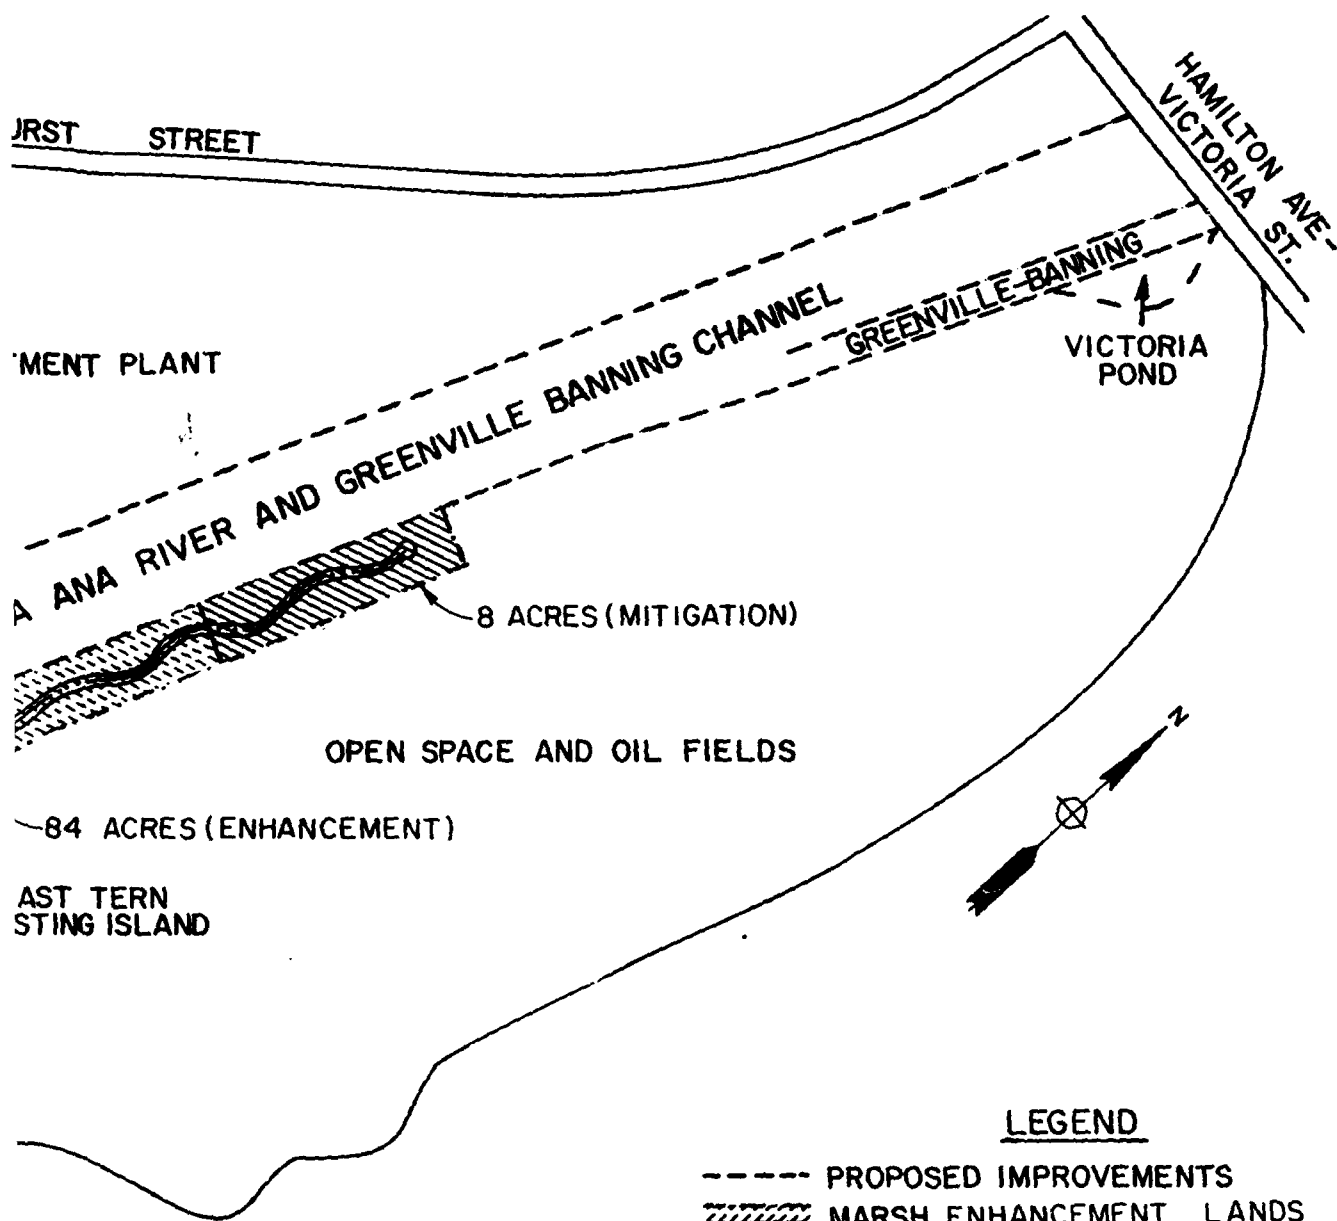 STREET
HAMILTON AVE-
VICTORIA ST.
GREENVILLE-BANNING
VICTORIA
POND
MENT PLANT
A ANA RIVER AND GREENVILLE BANNING CHANNEL
8 ACRES (MITIGATION)
N
OPEN SPACE AND OIL FIELDS
84 ACRES (ENHANCEMENT)
AST TERN
STING ISLAND
LEGEND
PROPOSED IMPROVEMENTS
MARSH ENHANCEMENT LANDS